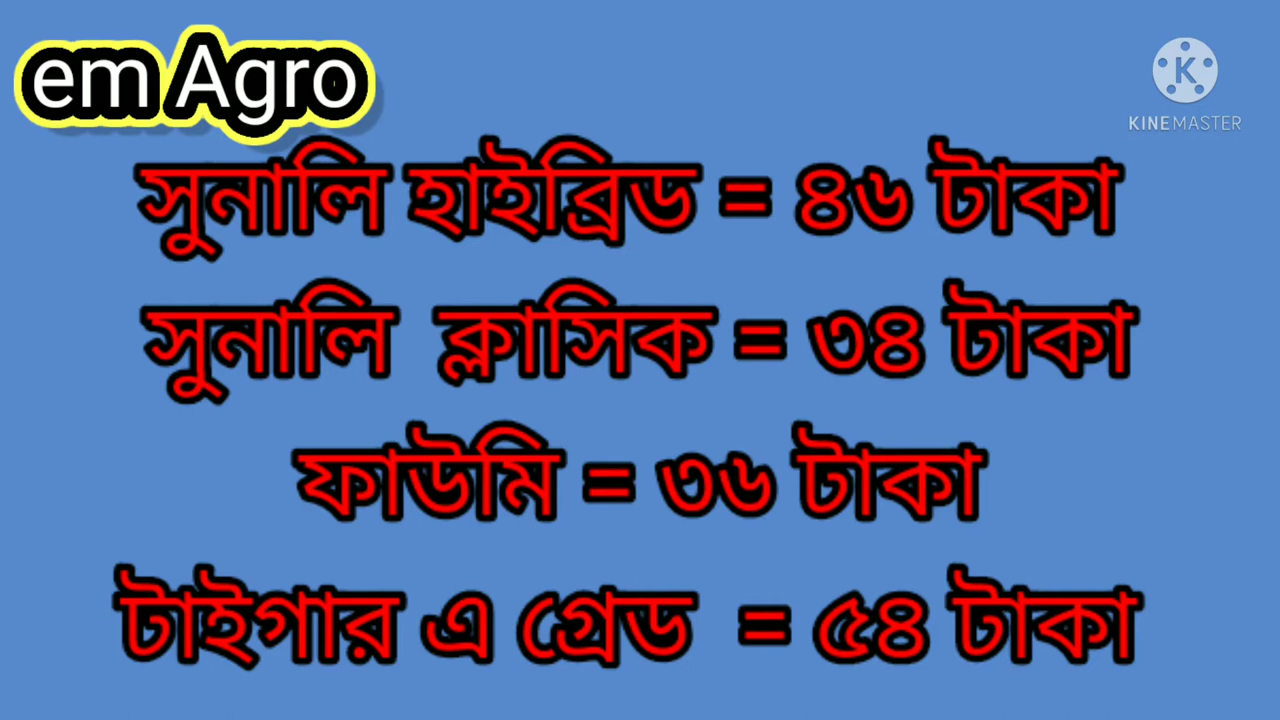 em Agro
KINEMASTER
সুনালি হাইব্রিড = ৪৬ টাকা
সুনালি ক্লাসিক = ৩৪ টাকা
ফাউমি = ৩৬ টাকা
টাইগার এ গ্রেড = ৫৪ টাকা